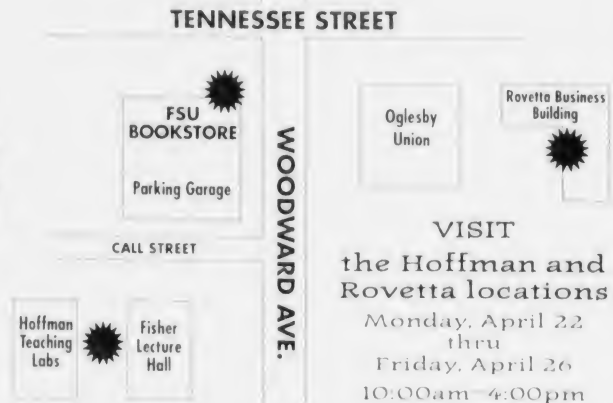 TENNESSEE STREET
FSU
BOOKSTORE
Parking Garage
WOODWARD AVE.
Oglesby
Union
Rovetta Business
Building
CALL STREET
Hoffman
Teaching
Labs
Fisher
Lecture
Hall
VISIT
the Hoffman and
Rovetta locations
Monday, April 22
thru
Friday, April 26
10:00am-4:00pm